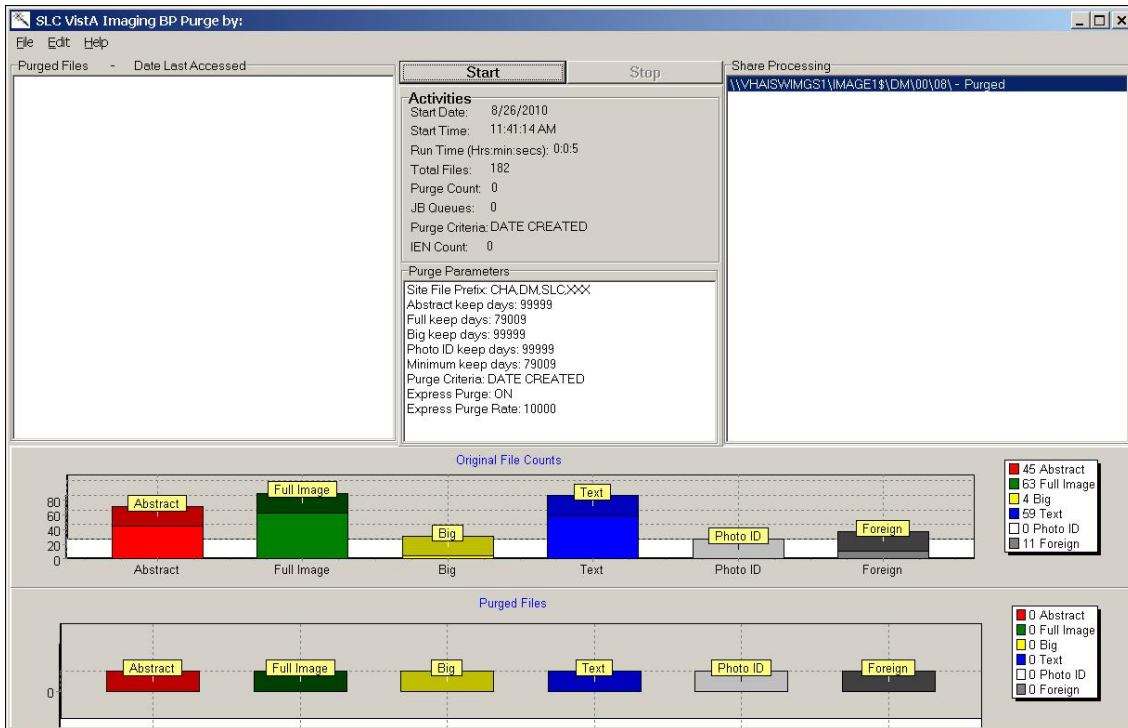 SLC VistA Imaging BP Purge by:
File Edit Help
Purged Files - Date Last Accessed
Start
Stop
Activities
Start Date: 8/26/2010
Start Time: 11:41:14 AM
Run Time (Hrs:min:secs): 0:0:5
Total Files: 182
Purge Count: 0
JB Queues: 0
Purge Criteria: DATE CREATED
IEN Count: 0
Purge Parameters
Site File Prefix: CHA,DM,SLC,XXX
Abstract keep days: 99999
Full keep days: 79009
Big keep days: 99999
Photo ID keep days: 99999
Minimum keep days: 79009
Purge Criteria: DATE CREATED
Express Purge: ON
Express Purge Rate: 10000
Share Processing
\\VHAISWIMGS1\IMAGE1$\DM\00\08\ - Purged
Original File Counts
80
60
40
20
0
Abstract
Full Image
Big
Text
Photo ID
Foreign
Abstract Full Image Big Text Photo ID Foreign
45 Abstract
63 Full Image
4 Big
59 Text
0 Photo ID
11 Foreign
Purged Files
0
Abstract Full Image Big Text Photo ID Foreign
0 Abstract
0 Full Image
0 Big
0 Text
0 Photo ID
0 Foreign